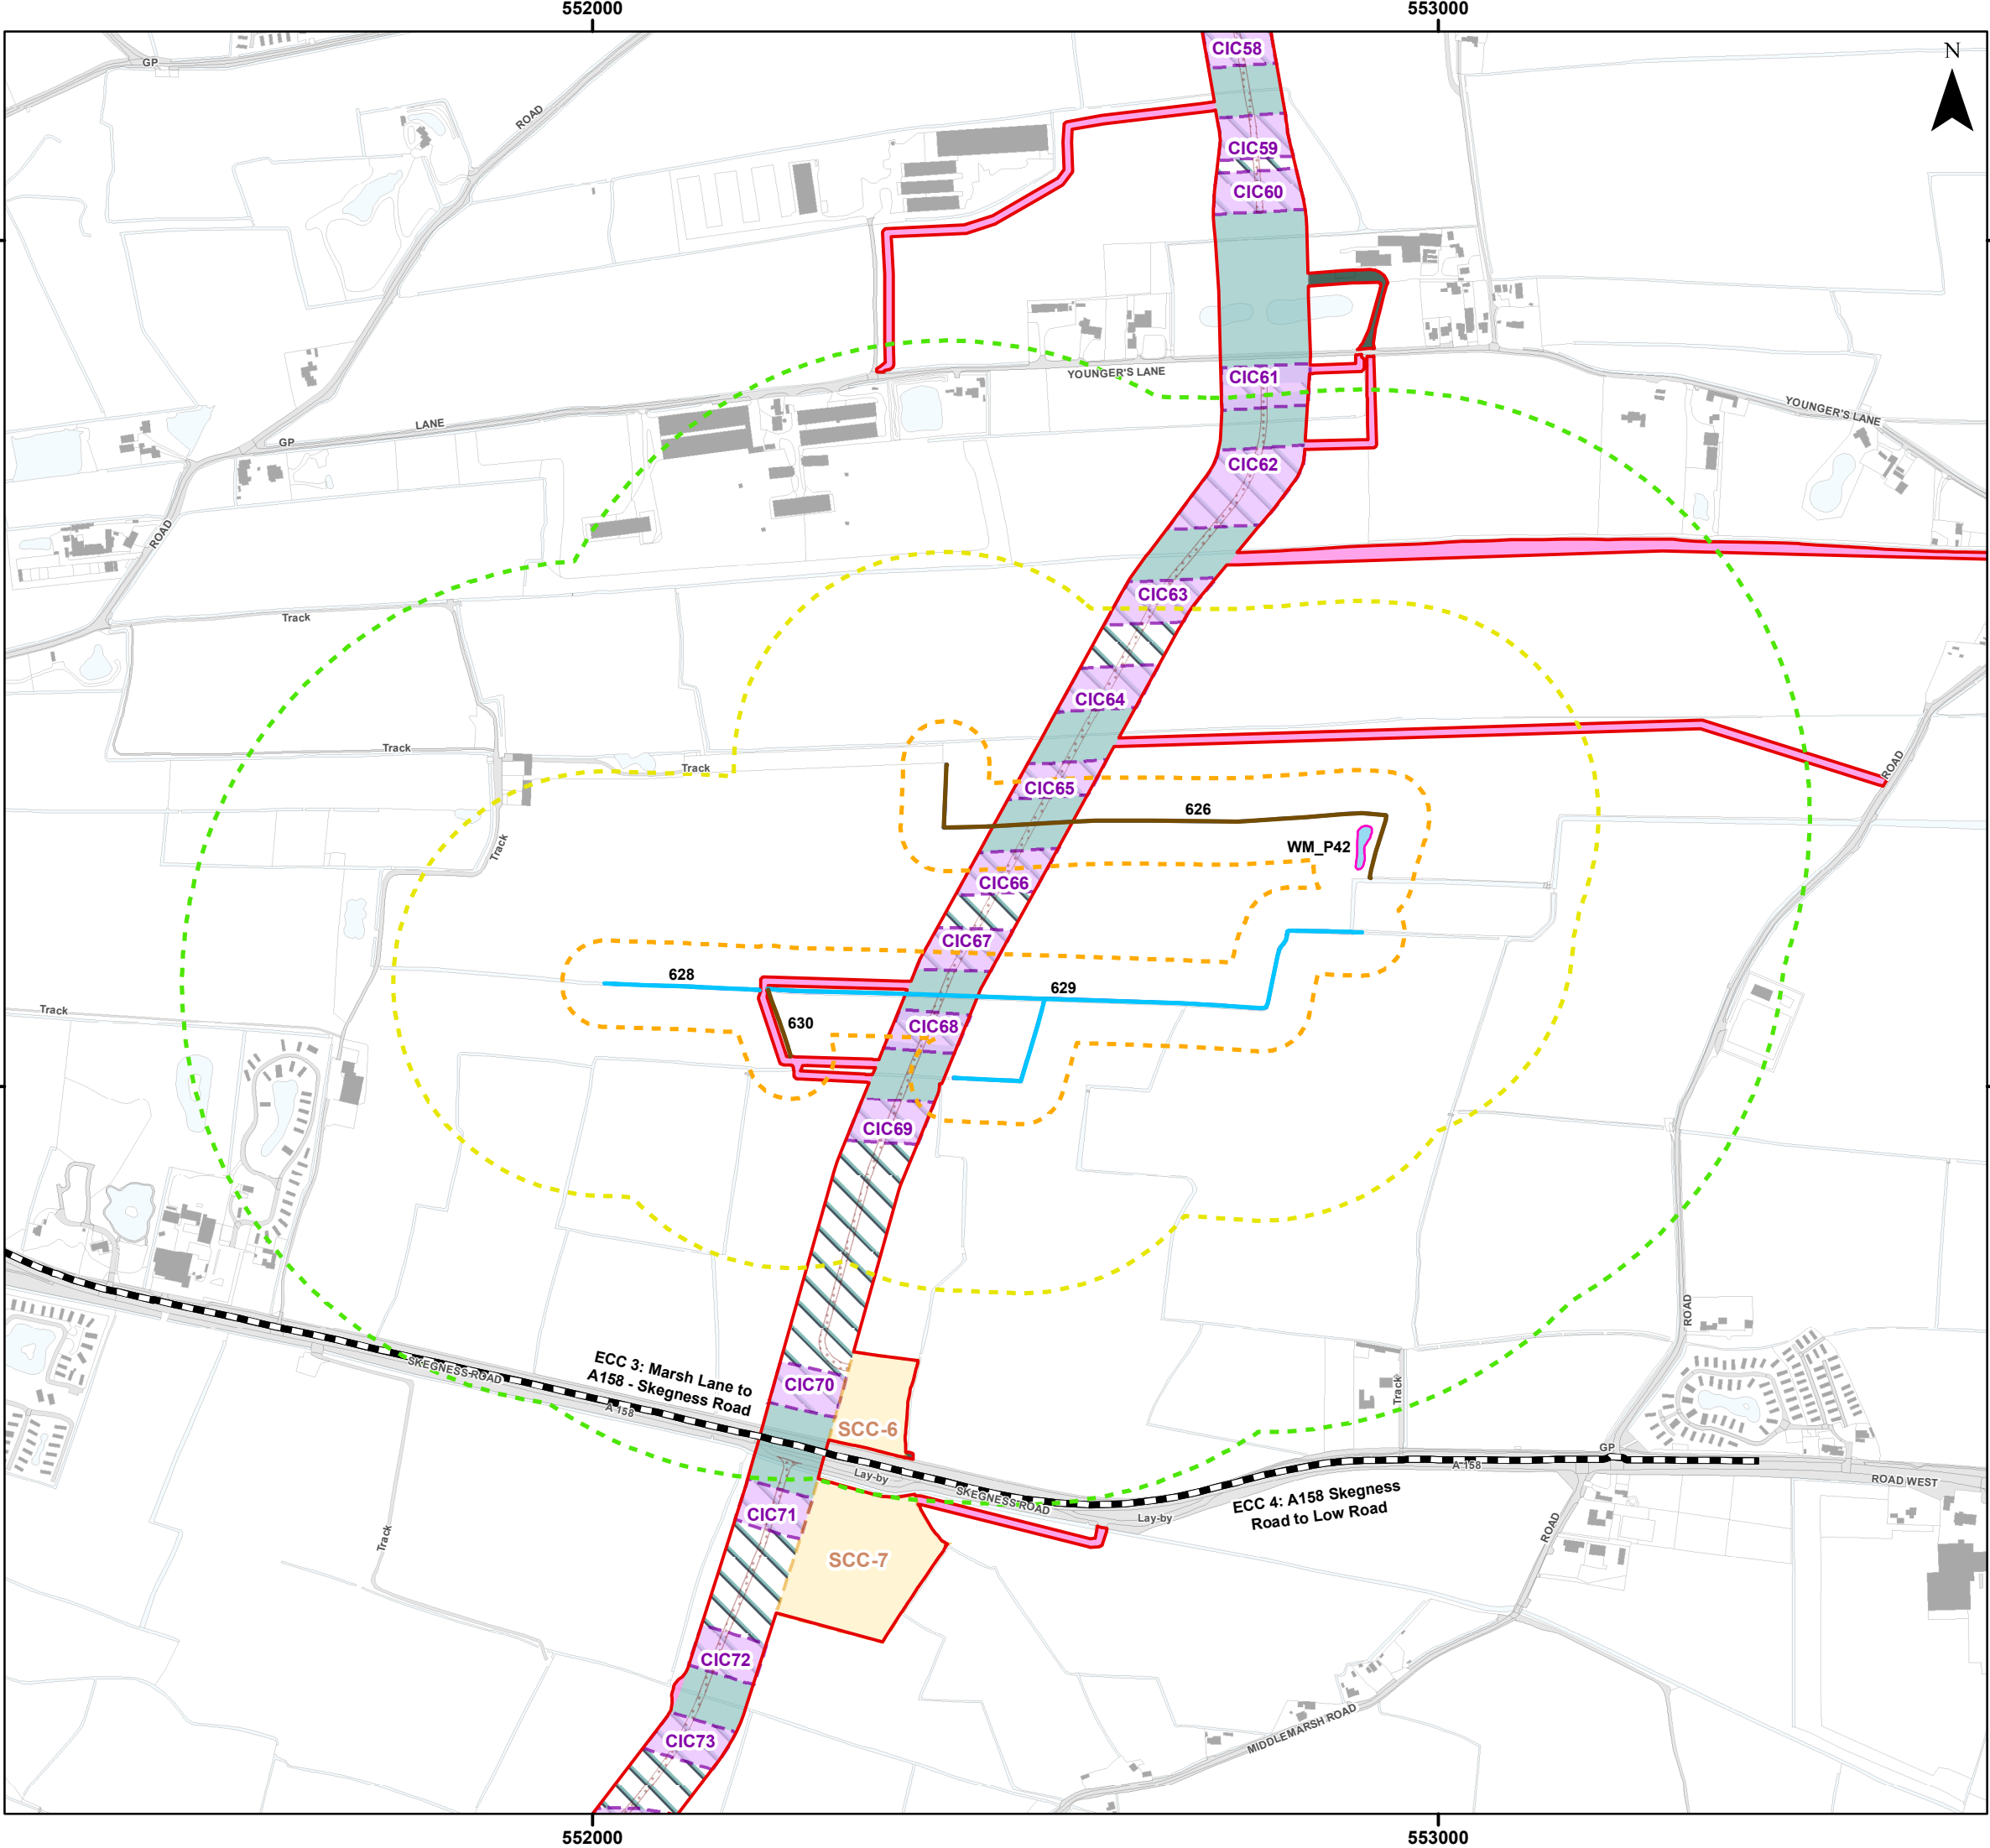 552000
553000
N
CIC58
GP
ROAD
CIC59
CIC60
YOUNGER'S LANE
CIC61
YOUNGER'S LANE
LANE
GP
CIC62
ROAD
CIC63
Track
CIC64
Track
Track
ROAD
CIC65
626
Track
WM_P42
CIC66
CIC67
628
629
Track
630
CIC68
CIC69
ROAD
ECC 3: Marsh Lane to
A158 - Skegness Road
SKEGNESS ROAD
A 158
CIC70
Track
SCC-6
GP
A 158
Lay-by
SKEGNESS ROAD
ROAD WEST
ECC 4: A158 Skegness
Road to Low Road
Lay-by
CIC71
ROAD
Track
SCC-7
CIC72
CIC73
MIDDLEMARSH ROAD
552000
553000